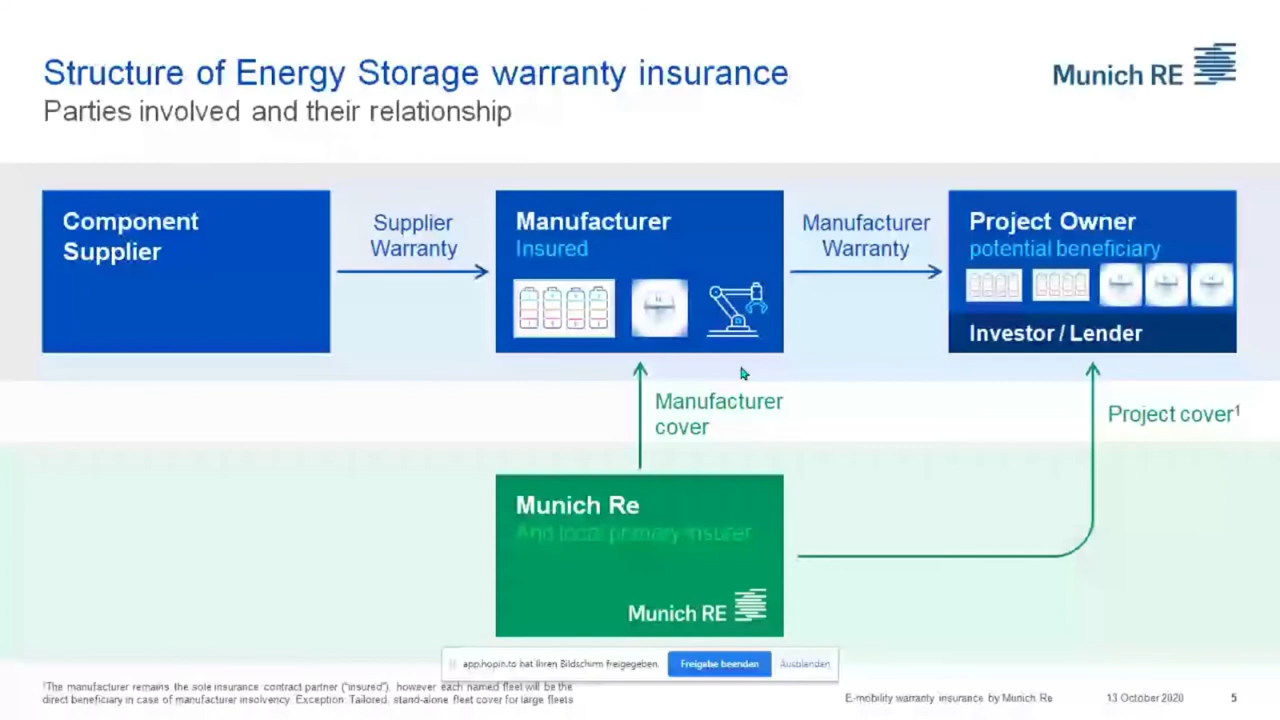 Structure of Energy Storage warranty insurance
Parties involved and their relationship
Munich RE
Component
Supplier
Supplier
Warranty
Manufacturer
Insured
Manufacturer
Warranty
Project Owner
potential beneficiary
Investor / Lender
Manufacturer
cover
Project cover¹
Munich Re
And local primary insurer
Munich RE
app.hopin.to hat Ihren Bildschirm freigegeben.
Freigabe beenden
Ausblenden
¹The manufacturer remains the sole insurance contract partner ("insured"), however each named fleet will be the
direct beneficiary in case of manufacturer insolvency. Exception: Tailored, stand-alone fleet cover for large fleets
E-mobility warranty insurance by Munich Re
13 October 2020
5